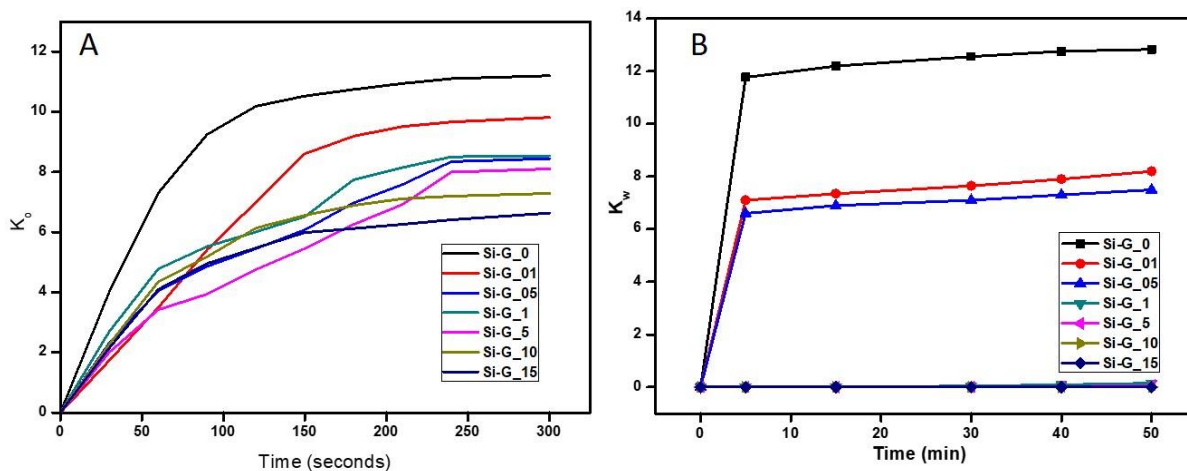 A
12
10
8
6
4
2
0
K₀
0 50 100 150 200 250 300
Time (seconds)
Si-G_0
Si-G_01
Si-G_05
Si-G_1
Si-G_5
Si-G_10
Si-G_15
B
14
12
10
8
6
4
2
0
Kw
0 10 20 30 40 50
Time (min)
Si-G_0
Si-G_01
Si-G_05
Si-G_1
Si-G_5
Si-G_10
Si-G_15